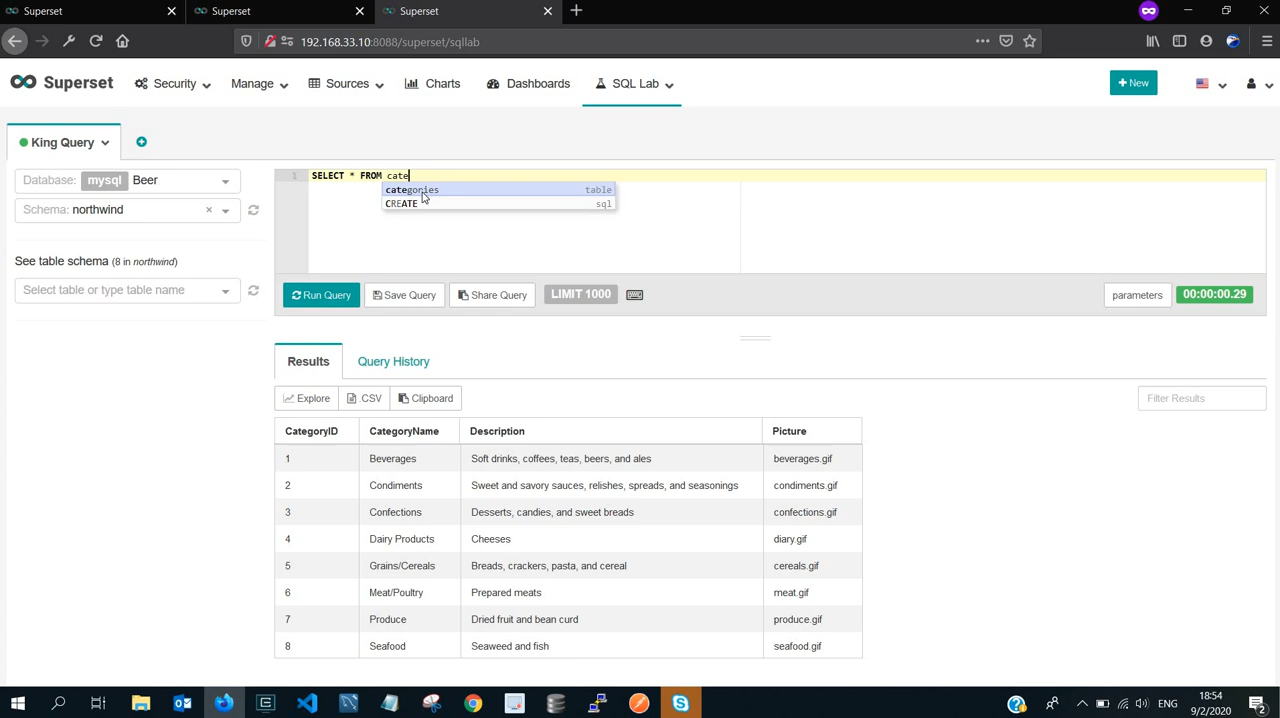 Superset
Superset
Superset
192.168.33.10:8088/superset/sqllab
Superset
Security
Manage
Sources
Charts
Dashboards
SQL Lab
+ New
King Query
Database: mysql Beer
Schema: northwind
See table schema (8 in northwind)
Select table or type table name
1 SELECT * FROM cate
categories table
CREATE sql
Run Query
Save Query
Share Query
LIMIT 1000
parameters
00:00:00.29
Results
Query History
Explore
.CSV
Clipboard
Filter Results
CategoryID CategoryName Description Picture
1 Beverages Soft drinks, coffees, teas, beers, and ales beverages.gif
2 Condiments Sweet and savory sauces, relishes, spreads, and seasonings condiments.gif
3 Confections Desserts, candies, and sweet breads confections.gif
4 Dairy Products Cheeses diary.gif
5 Grains/Cereals Breads, crackers, pasta, and cereal cereals.gif
6 Meat/Poultry Prepared meats meat.gif
7 Produce Dried fruit and bean curd produce.gif
8 Seafood Seaweed and fish seafood.gif
ENG
18:54
9/2/2020
2